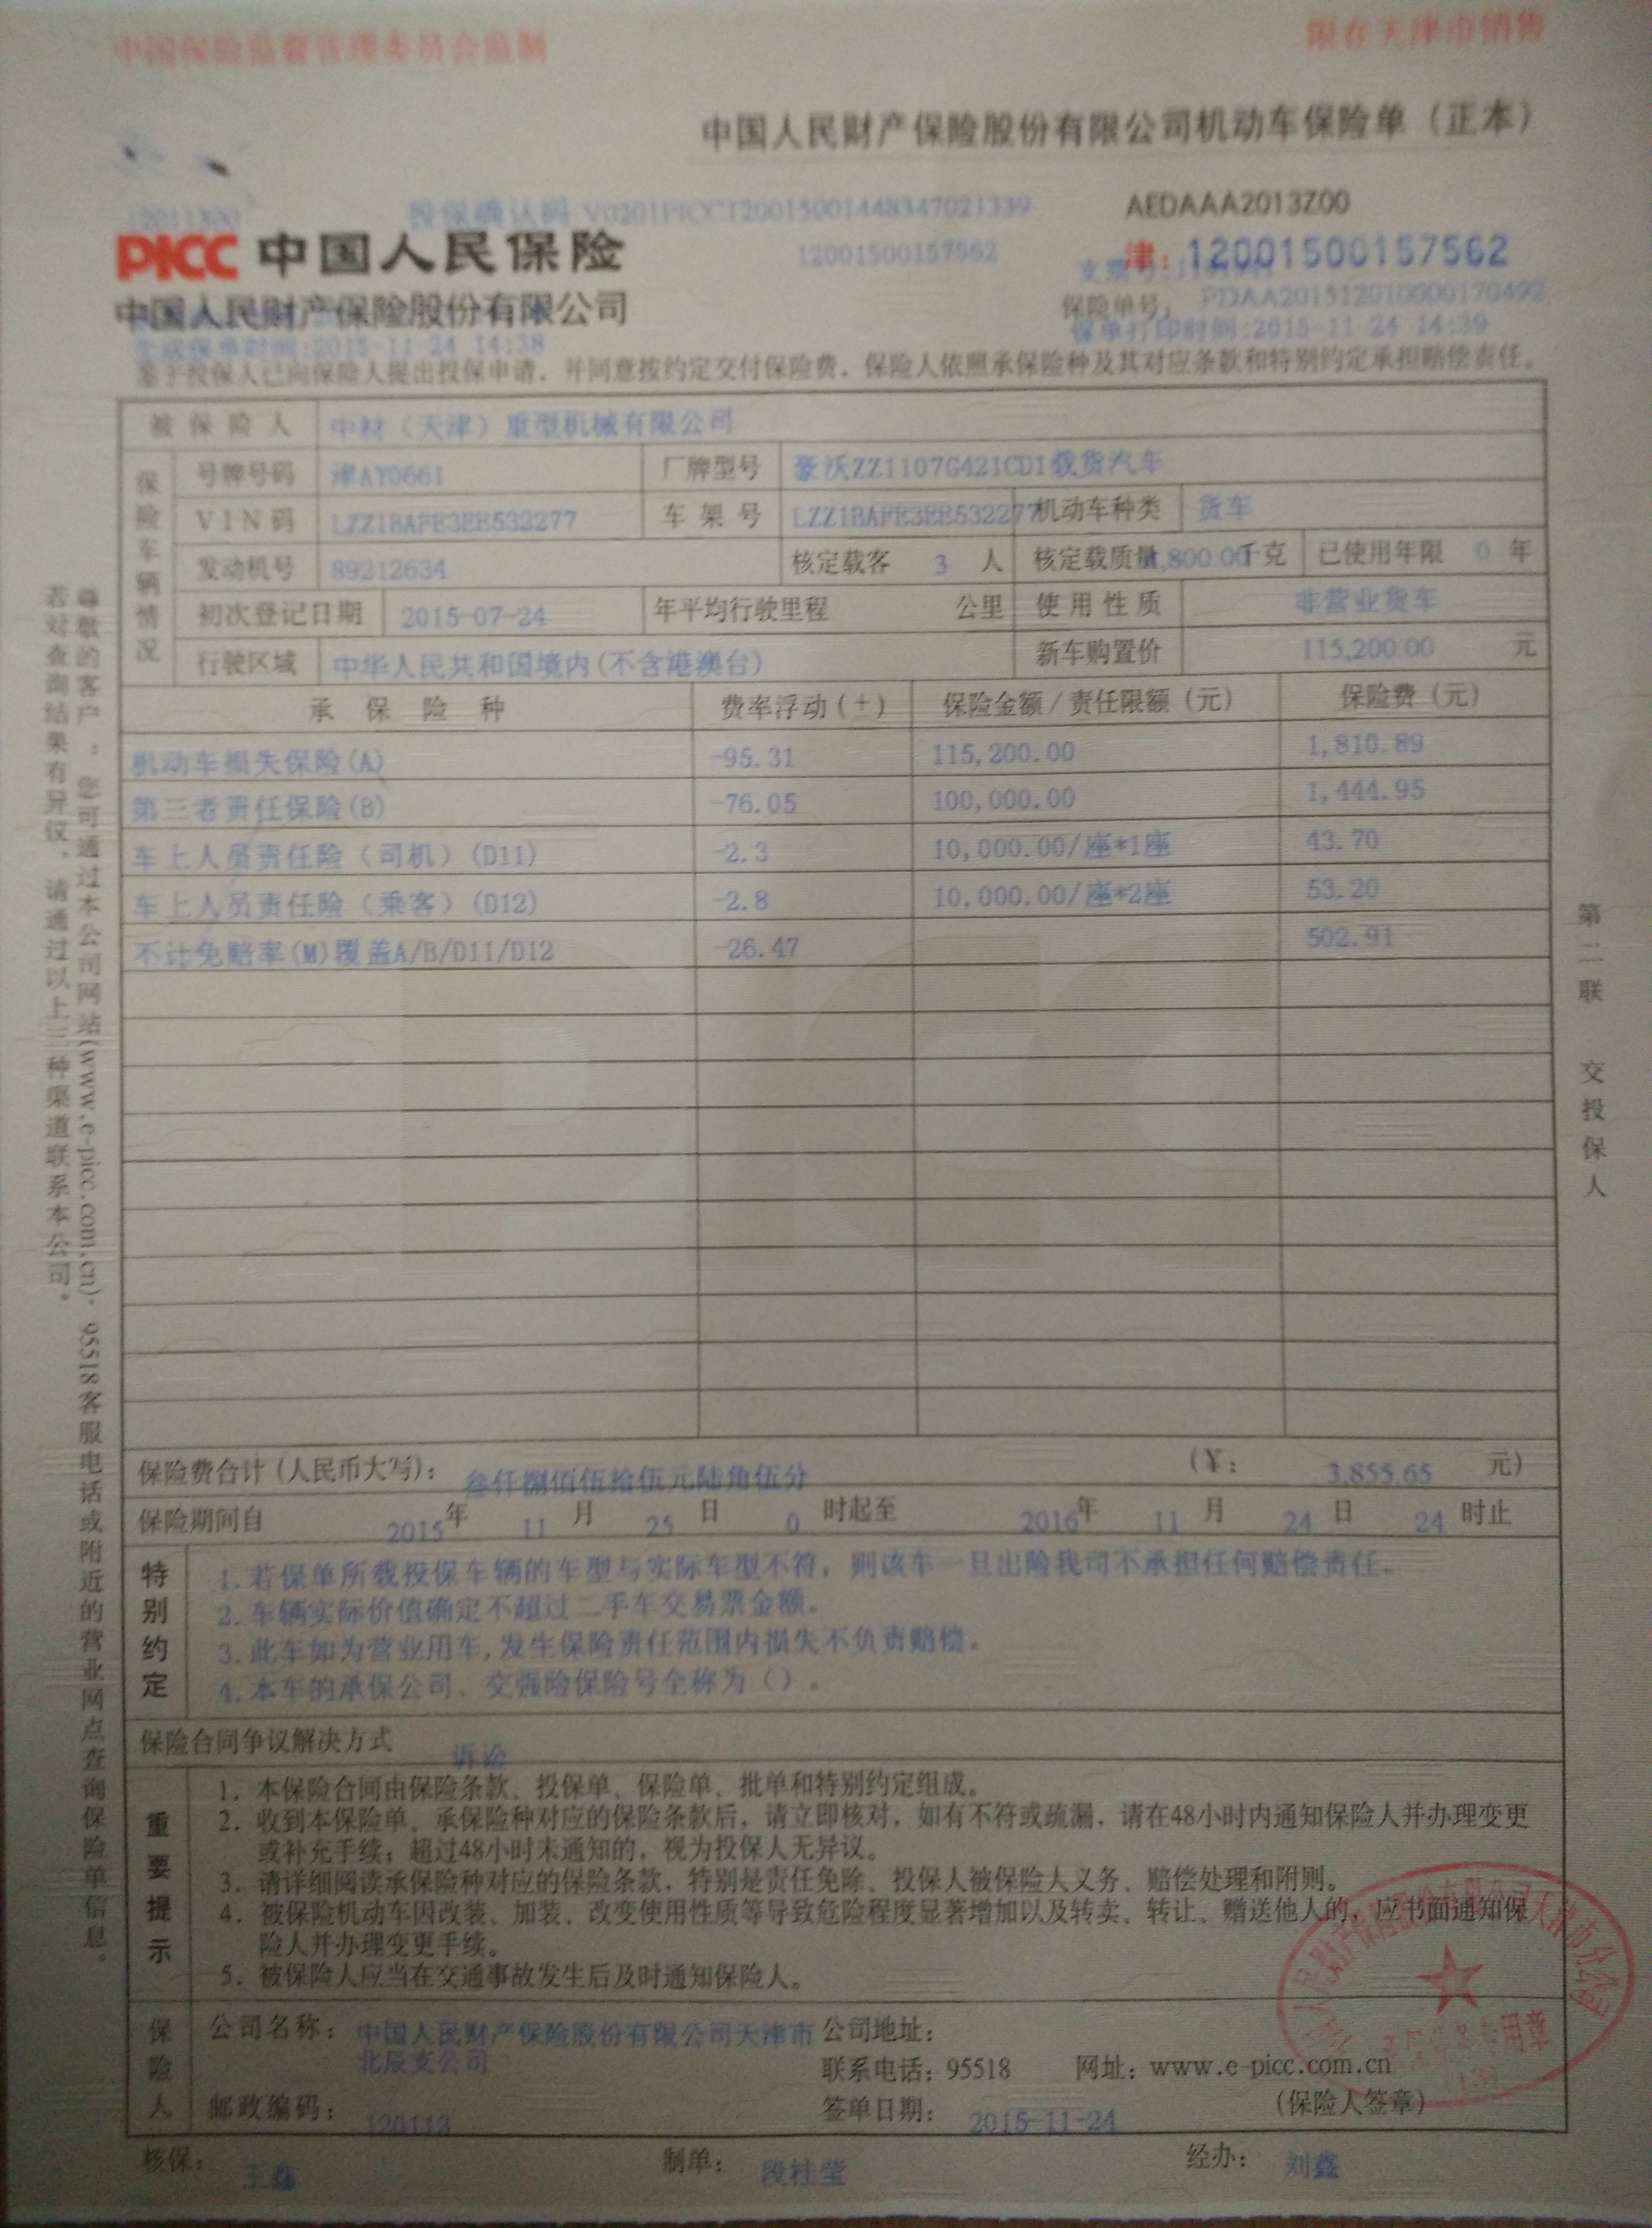 中国保险监督管理委员会监制
限在天津市销售
中国人民财产保险股份有限公司机动车保险单（正本）
投保确认码 V0201PICC120015001448347021339
AEDAAA2013Z00
PICC 中国人民保险
12001500157562
津：12001500157562
支票号:
中国人民财产保险股份有限公司
保险单号： PDAA201512010000170492
生成保单时间:2015-11-24 14:38
保单打印时间:2015-11-24 14:39
基于投保人已向保险人提出投保申请，并同意按约定交付保险费，保险人依照承保险种及其对应条款和特别约定承担赔偿责任。
被保险人 中材（天津）重型机械有限公司
保险车辆情况
号牌号码 津AY0661 厂牌型号 豪沃ZZ1107G421CD1载货汽车
VIN码 LZZ1BAFE3EE532277 车架号 LZZ1BAFE3EE532277 机动车种类 货车
发动机号 89212634 核定载客 3 人 核定载质量 ,800.00千克 已使用年限 0 年
初次登记日期 2015-07-24 年平均行驶里程 公里 使用性质 非营业货车
行驶区域 中华人民共和国境内(不含港澳台) 新车购置价 115,200.00 元
承保险种 费率浮动(±) 保险金额/责任限额(元) 保险费(元)
机动车损失保险(A) -95.31 115,200.00 1,810.89
第三者责任保险(B) -76.05 100,000.00 1,444.95
车上人员责任险（司机）(D11) -2.3 10,000.00/座*1座 43.70
车上人员责任险（乘客）(D12) -2.8 10,000.00/座*2座 53.20
不计免赔率(M)覆盖A/B/D11/D12 -26.47 502.91
保险费合计(人民币大写)： 叁仟捌佰伍拾伍元陆角伍分 (¥： 3,855.65 元)
保险期间自 2015年 11 月 25 日 0 时起至 2016年 11 月 24 日 24 时止
特别约定
1.若保单所载投保车辆的车型与实际车型不符，则该车一旦出险我司不承担任何赔偿责任。
2.车辆实际价值确定不超过二手车交易票金额。
3.此车如为营业用车,发生保险责任范围内损失不负责赔偿。
4.本车的承保公司、交强险保险号全称为（）。
保险合同争议解决方式 诉讼
重要提示
1. 本保险合同由保险条款、投保单、保险单、批单和特别约定组成。
2. 收到本保险单、承保险种对应的保险条款后，请立即核对，如有不符或疏漏，请在48小时内通知保险人并办理变更
或补充手续；超过48小时未通知的，视为投保人无异议。
3. 请详细阅读承保险种对应的保险条款，特别是责任免除、投保人被保险人义务、赔偿处理和附则。
4. 被保险机动车因改装、加装、改变使用性质等导致危险程度显著增加以及转卖、转让、赠送他人的，应书面通知保
险人并办理变更手续。
5. 被保险人应当在交通事故发生后及时通知保险人。
保险人
公司名称：中国人民财产保险股份有限公司天津市 公司地址：
北辰支公司
联系电话：95518 网址：www.e-picc.com.cn
邮政编码： 120113 签单日期： 2015-11-24 (保险人签章)
核保： 王鑫 制单： 段桂莹 经办： 刘鑫
尊敬的客户：您可通过本公司网站(www.e-picc.com.cn)、95518客服电话或附近的营业网点查询保险单信息。
若对查询结果有异议，请通过以上三种渠道联系本公司。
第二联 交投保人